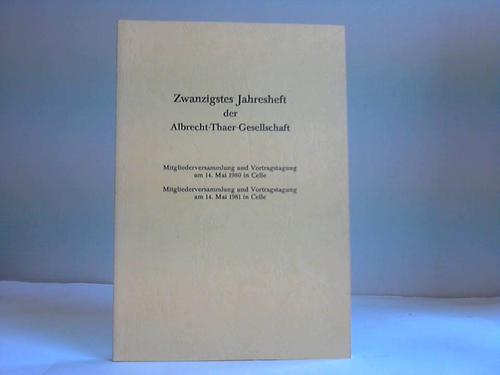 Zwanzigstes Jahresheft
der
Albrecht-Thaer-Gesellschaft
Mitgliederversammlung und Vortragstagung
am 14. Mai 1980 in Celle
Mitgliederversammlung und Vortragstagung
am 14. Mai 1981 in Celle